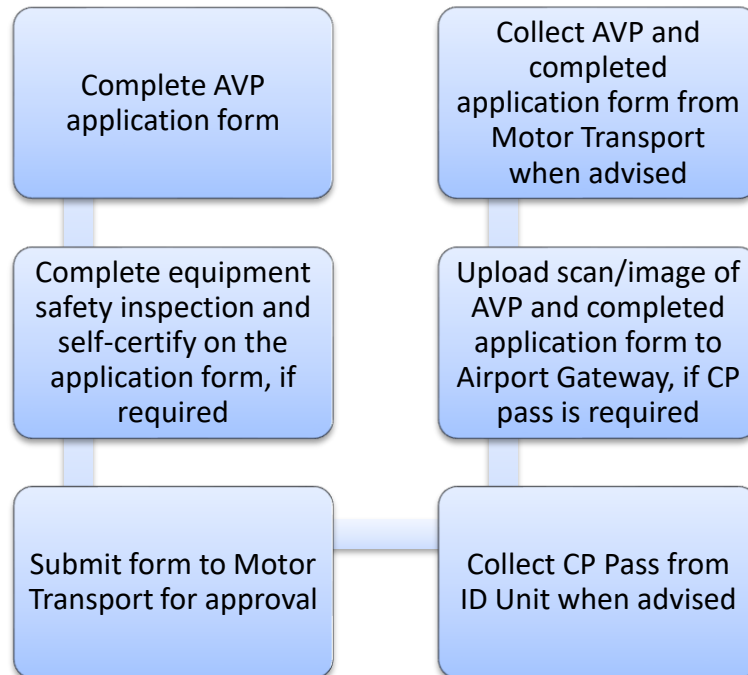 Complete AVP
application form
Complete equipment
safety inspection and
self-certify on the
application form, if
required
Submit form to Motor
Transport for approval
Collect AVP and
completed
application form from
Motor Transport
when advised
Upload scan/image of
AVP and completed
application form to
Airport Gateway, if CP
pass is required
Collect CP Pass from
ID Unit when advised